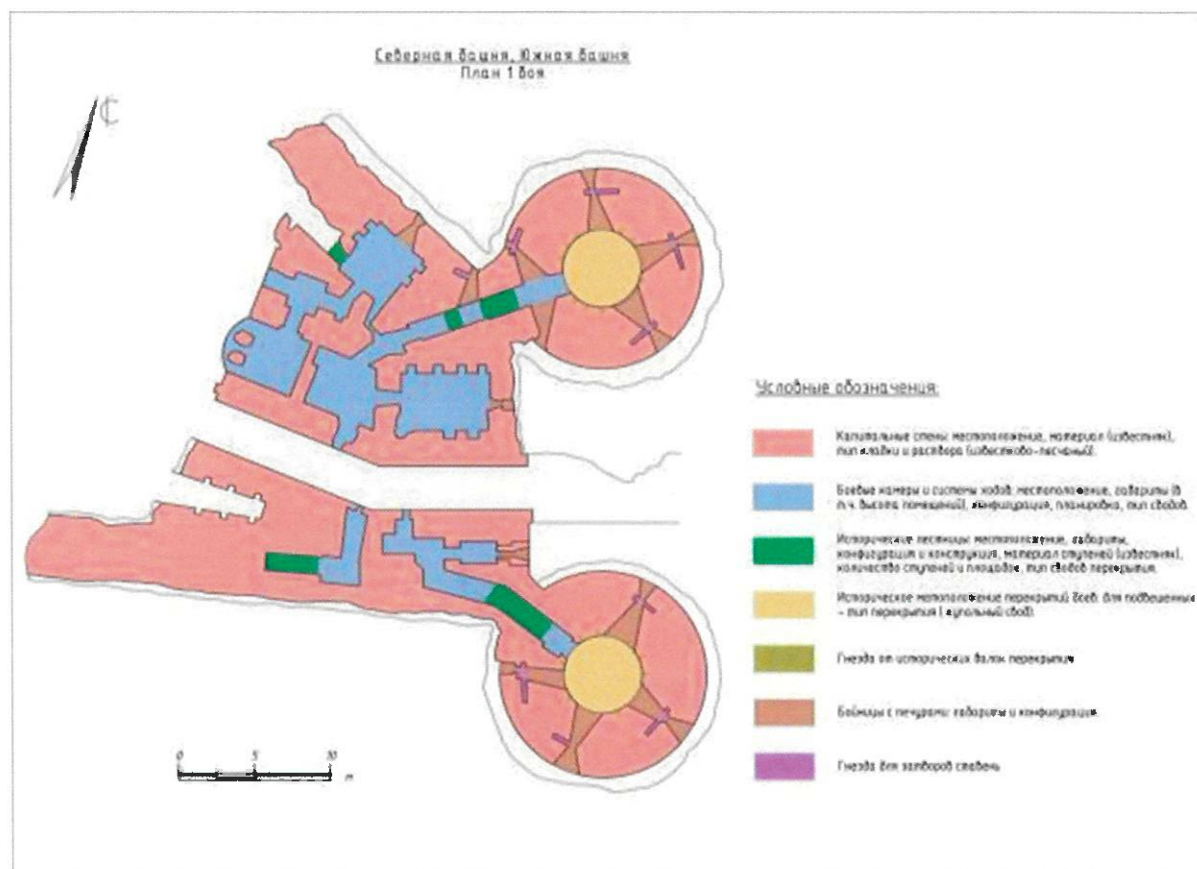 Северная башня, Южная башня
План 1 боя
С
Условные обозначения:
Капитальные стены: местоположение, материал (известняк),
тип кладки и раствора (известково-песчаный).
Боевые камеры и системы ходов: местоположение, габариты (в
т.ч. высота помещений), конфигурация, планировка, тип сводов.
Исторические лестницы: местоположение, габариты,
конфигурация и конструкция, материал ступеней (известняк),
количество ступеней и площадок, тип сводов перекрытия.
Историческое местоположение перекрытий боев, для подвешенных
- тип перекрытия (купольный свод).
Гнезда от исторических балок перекрытия
Бойницы с печурами: габариты и конфигурация.
Гнезда для затворов ставень
0 5 10
м